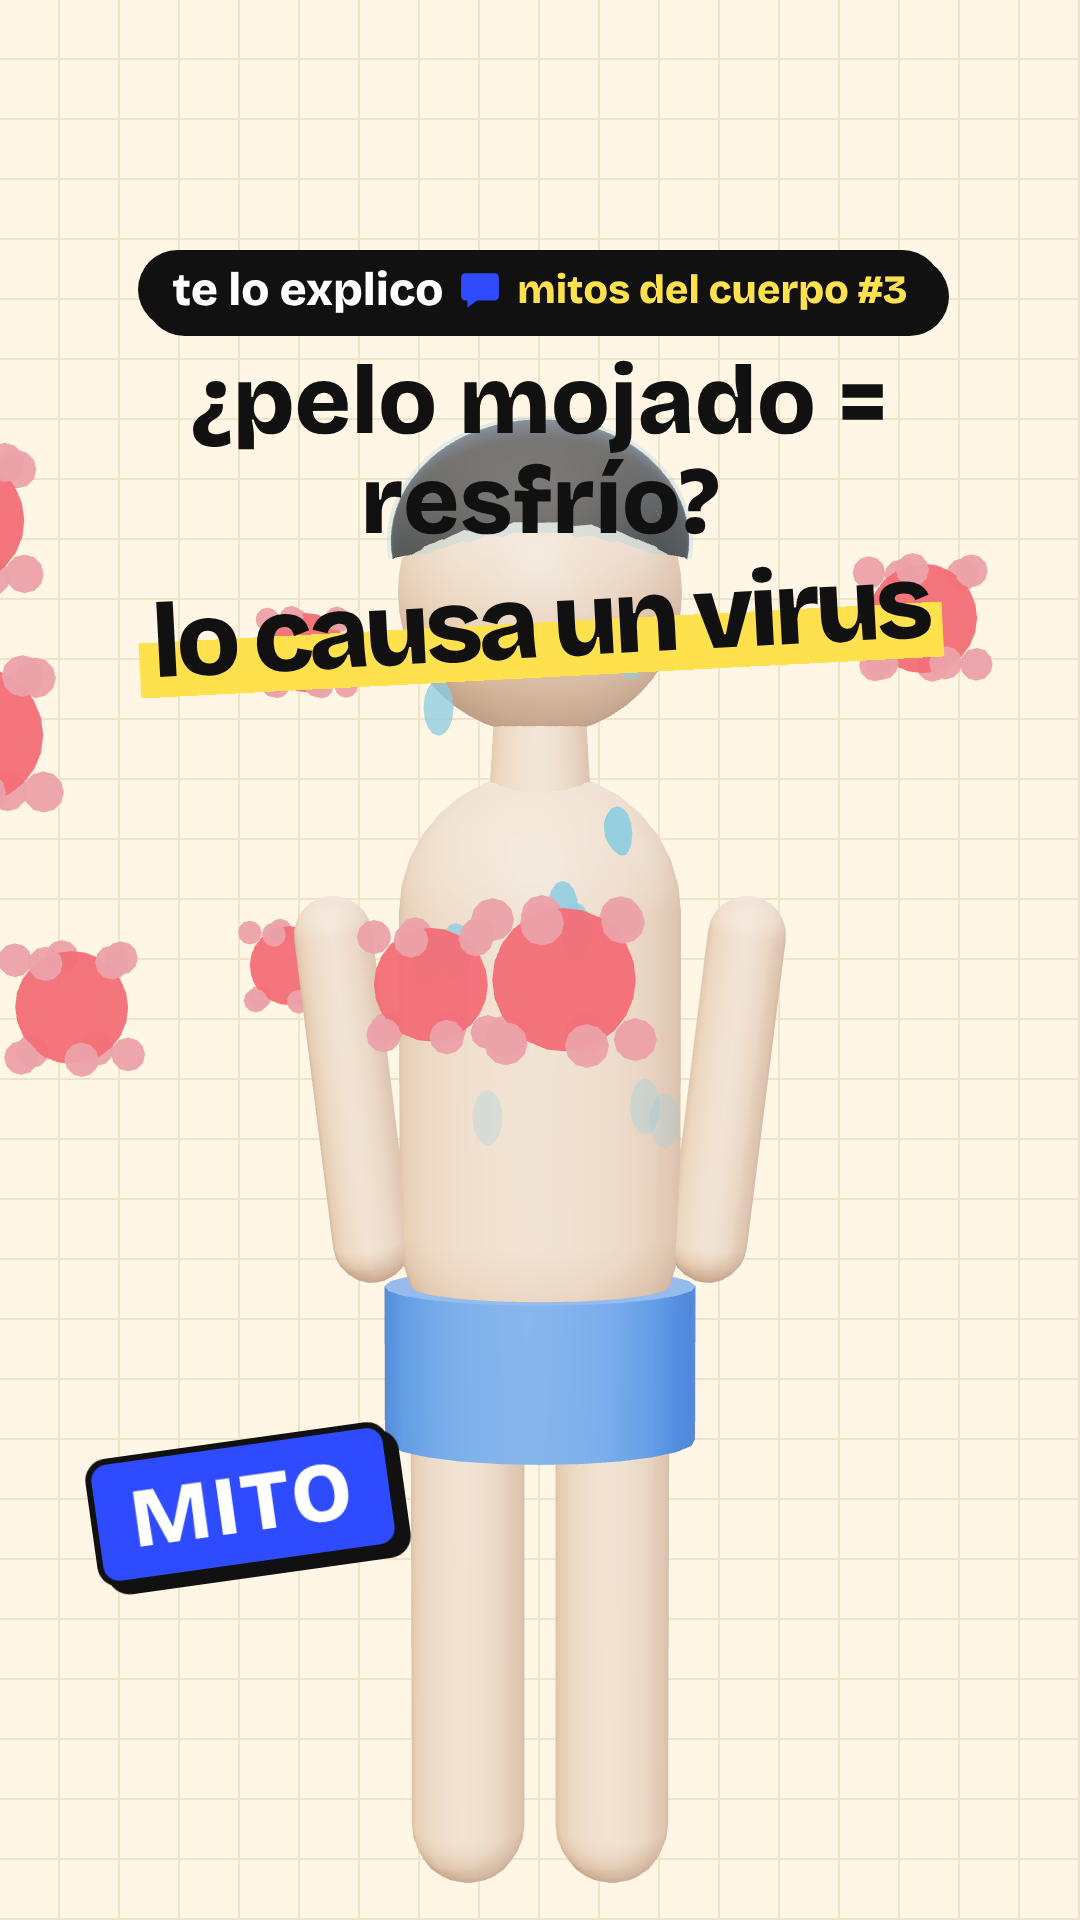 te lo explico mitos del cuerpo #3
¿pelo mojado =
resfrío?
lo causa un virus
MITO